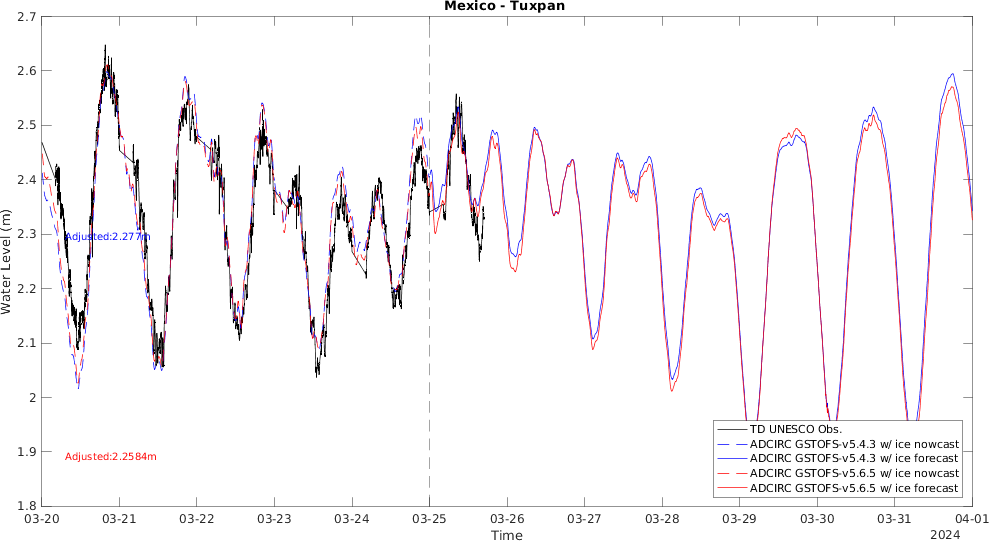 Mexico - Tuxpan
Water Level (m)
2.7
2.6
2.5
2.4
2.3
2.2
2.1
2
1.9
1.8
Adjusted:2.277m
Adjusted:2.2584m
TD UNESCO Obs.
ADCIRC GSTOFS-v5.4.3 w/ ice nowcast
ADCIRC GSTOFS-v5.4.3 w/ ice forecast
ADCIRC GSTOFS-v5.6.5 w/ ice nowcast
ADCIRC GSTOFS-v5.6.5 w/ ice forecast
03-20 03-21 03-22 03-23 03-24 03-25 03-26 03-27 03-28 03-29 03-30 03-31 04-01
Time
2024